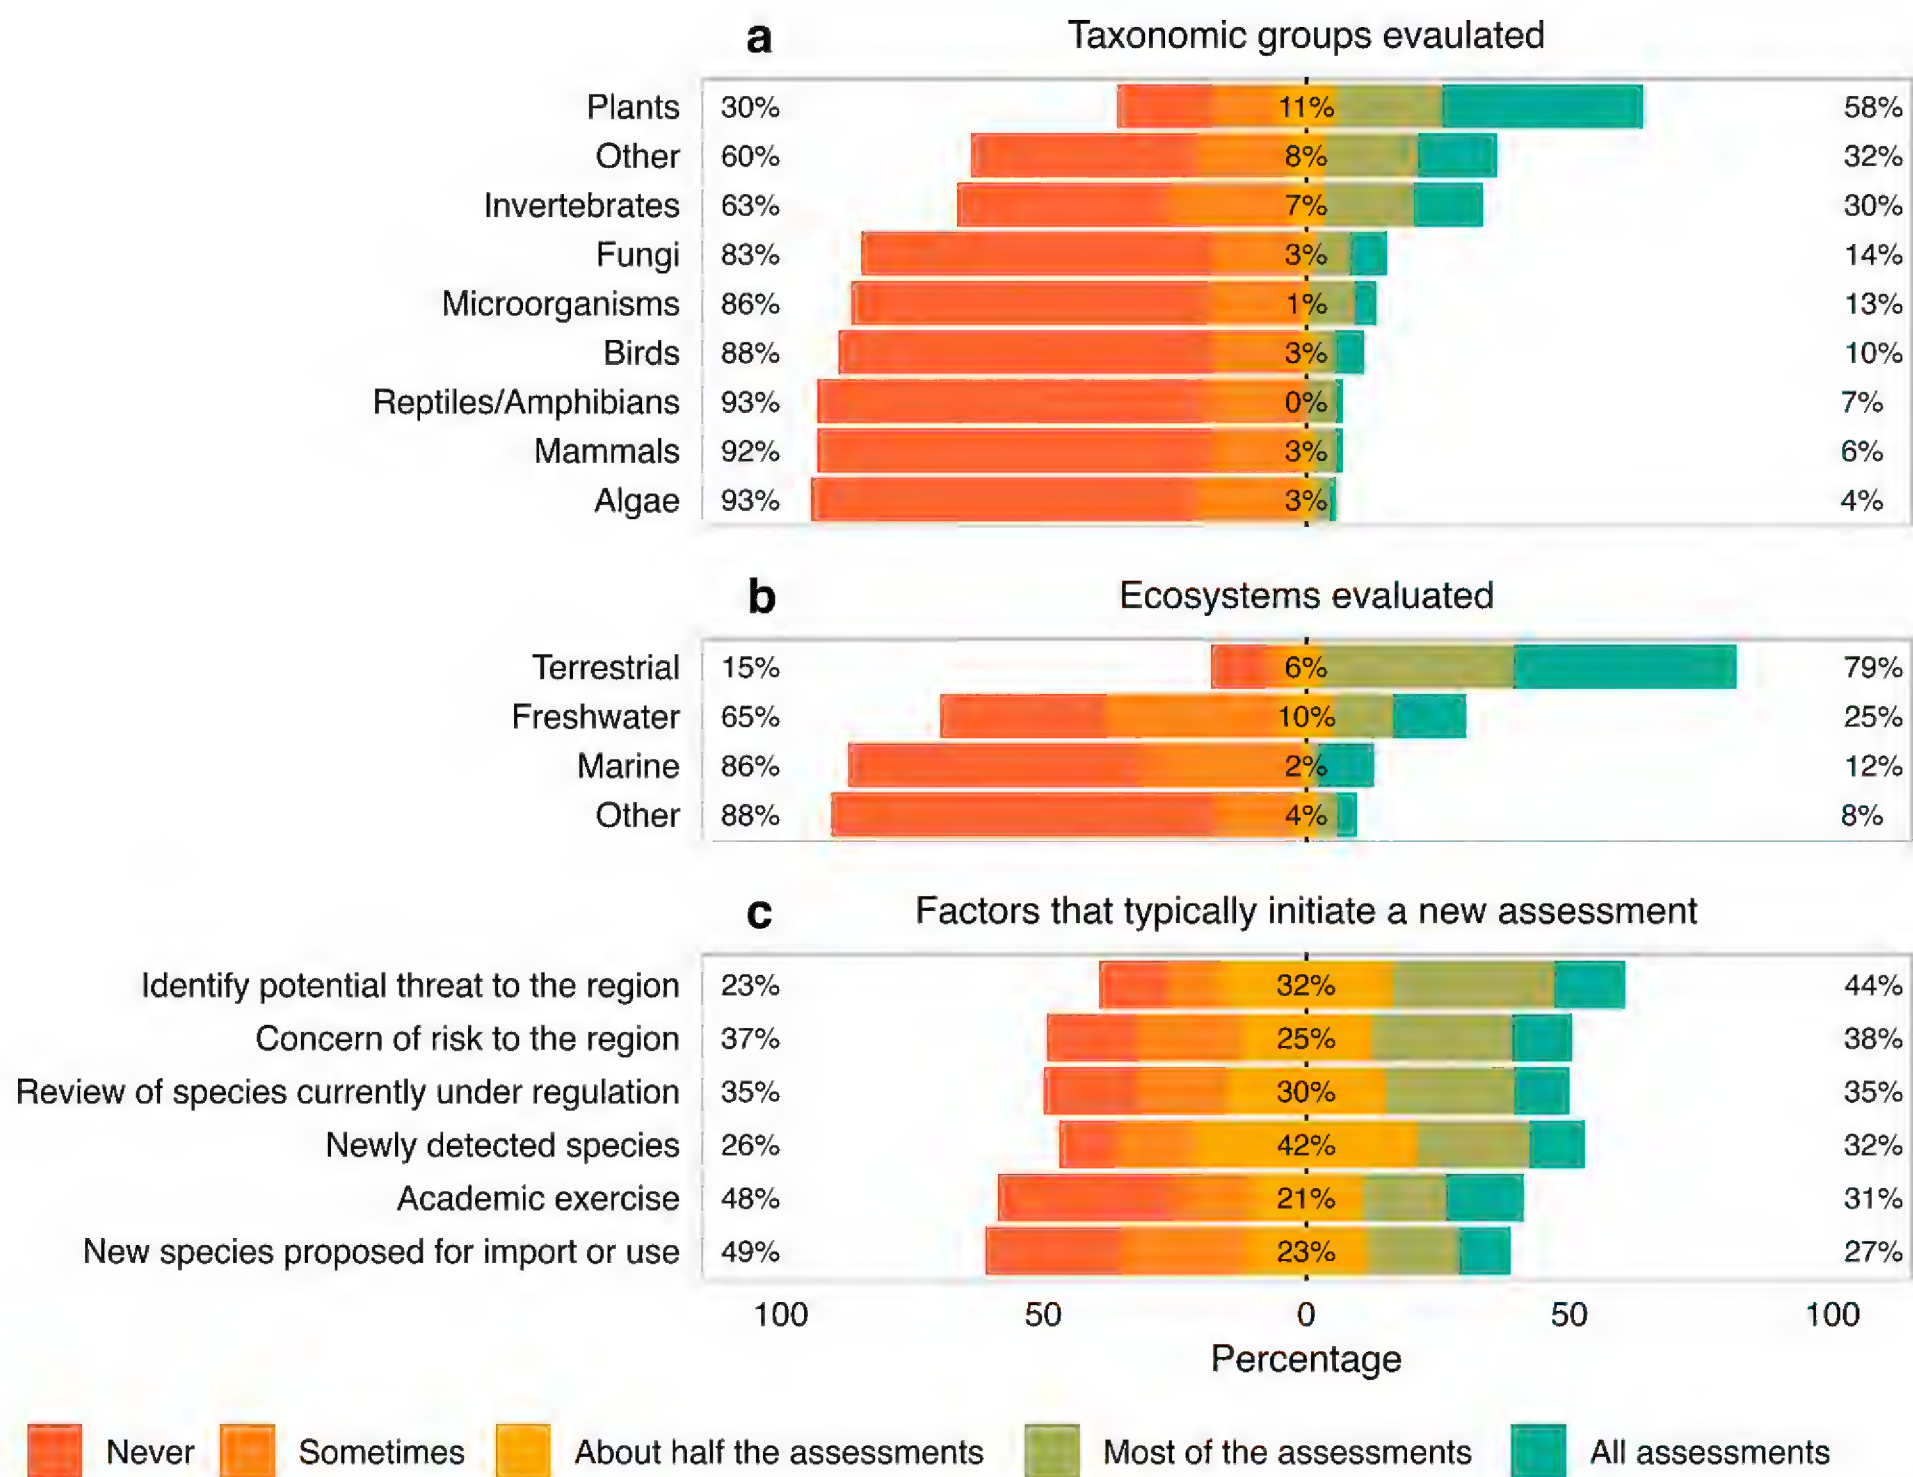 a Taxonomic groups evaulated
Plants 30% 11% 58%
Other 60% 8% 32%
Invertebrates 63% 7% 30%
Fungi 83% 3% 14%
Microorganisms 86% 1% 13%
Birds 88% 3% 10%
Reptiles/Amphibians 93% 0% 7%
Mammals 92% 3% 6%
Algae 93% 3% 4%
b Ecosystems evaluated
Terrestrial 15% 6% 79%
Freshwater 65% 10% 25%
Marine 86% 2% 12%
Other 88% 4% 8%
c Factors that typically initiate a new assessment
Identify potential threat to the region 23% 32% 44%
Concern of risk to the region 37% 25% 38%
Review of species currently under regulation 35% 30% 35%
Newly detected species 26% 42% 32%
Academic exercise 48% 21% 31%
New species proposed for import or use 49% 23% 27%
100 50 0 50 100
Percentage
Never Sometimes About half the assessments Most of the assessments All assessments